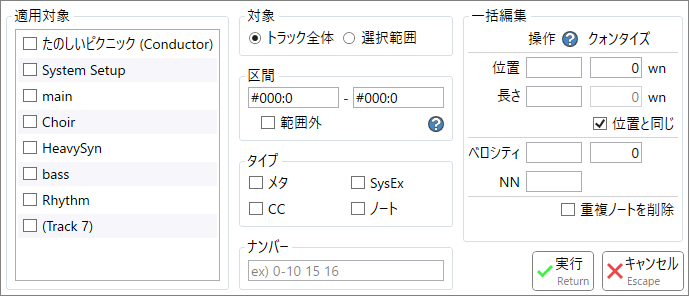 適用対象
たのしいピクニック (Conductor)
System Setup
main
Choir
HeavySyn
bass
Rhythm
(Track 7)
対象
トラック全体 選択範囲
区間
#000:0 - #000:0
範囲外 ?
タイプ
メタ SysEx
CC ノート
ナンバー
ex) 0-10 15 16
一括編集
操作 ? クォンタイズ
位置 0 wn
長さ 0 wn
位置と同じ
ベロシティ 0
NN
重複ノートを削除
実行
Return
キャンセル
Escape